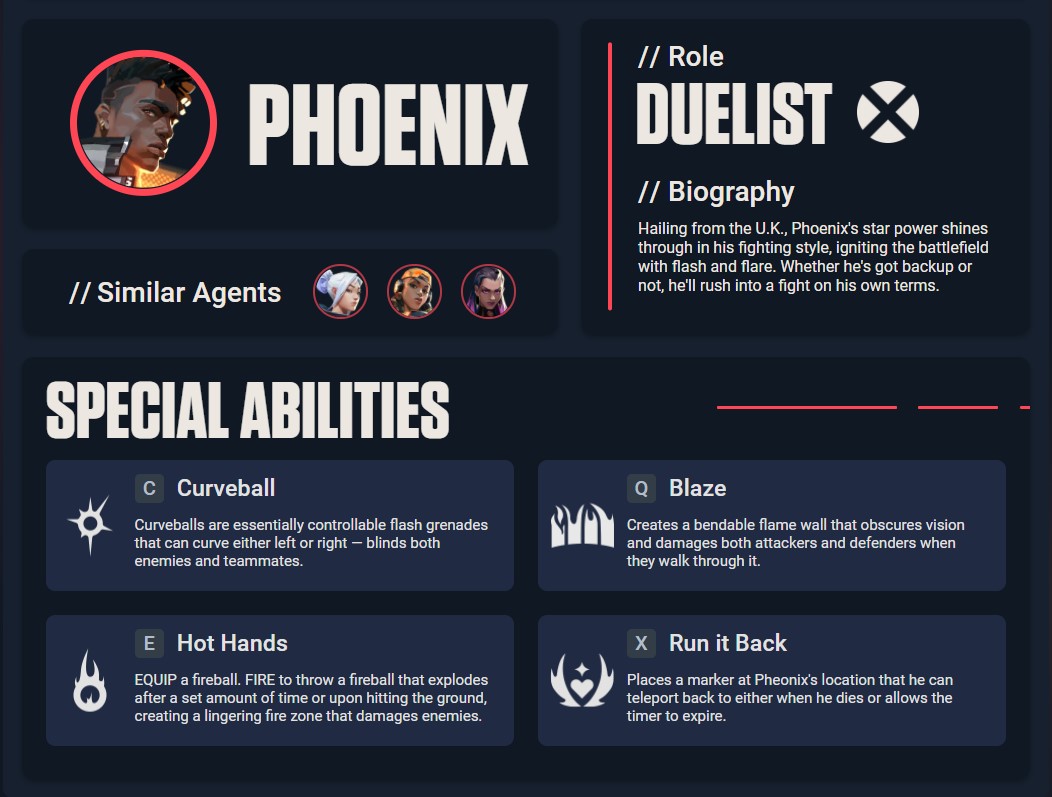 PHOENIX
// Similar Agents
// Role
DUELIST
// Biography
Hailing from the U.K., Phoenix's star power shines
through in his fighting style, igniting the battlefield
with flash and flare. Whether he's got backup or
not, he'll rush into a fight on his own terms.
SPECIAL ABILITIES
C Curveball
Curveballs are essentially controllable flash grenades
that can curve either left or right — blinds both
enemies and teammates.
Q Blaze
Creates a bendable flame wall that obscures vision
and damages both attackers and defenders when
they walk through it.
E Hot Hands
EQUIP a fireball. FIRE to throw a fireball that explodes
after a set amount of time or upon hitting the ground,
creating a lingering fire zone that damages enemies.
X Run it Back
Places a marker at Pheonix's location that he can
teleport back to either when he dies or allows the
timer to expire.